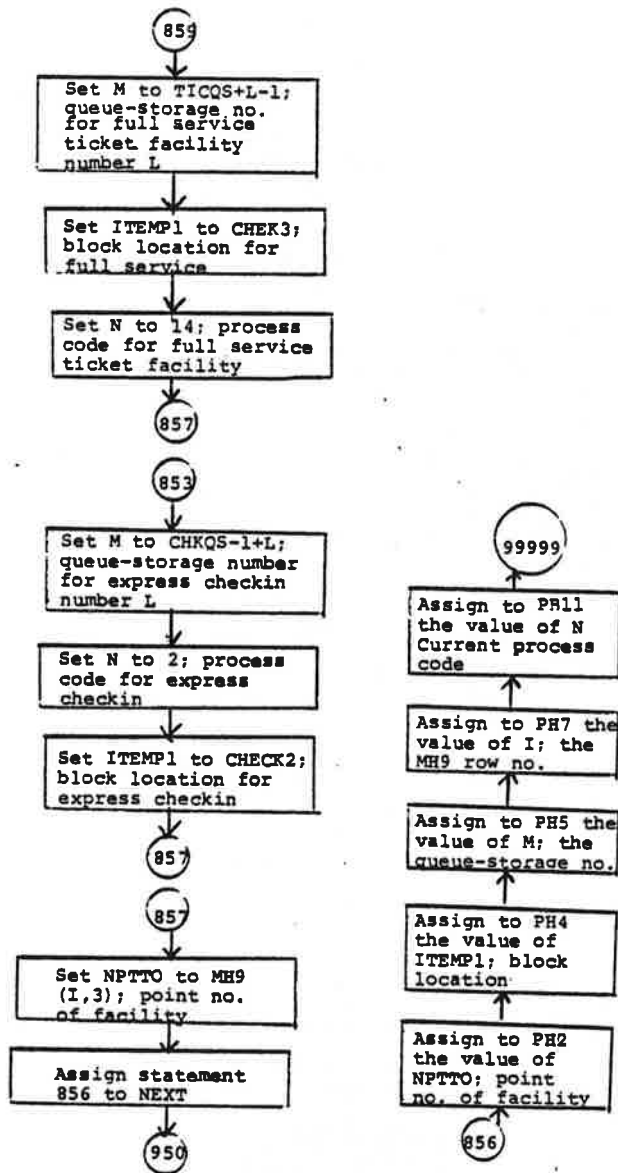 859
Set M to TICQS+L-1;
queue-storage no.
for full service
ticket facility
number L
Set ITEMP1 to CHEK3;
block location for
full service
Set N to 14; process
code for full service
ticket facility
857
853
Set M to CHKQS-1+L;
queue-storage number
for express checkin
number L
Set N to 2; process
code for express
checkin
Set ITEMP1 to CHECK2;
block location for
express checkin
857
857
Set NPTTO to MH9
(I,3); point no.
of facility
Assign statement
856 to NEXT
950
99999
Assign to PB11
the value of N
Current process
code
Assign to PH7 the
value of I; the
MH9 row no.
Assign to PH5 the
value of M; the
queue-storage no.
Assign to PH4
the value of
ITEMP1; block
location
Assign to PH2
the value of
NPTTO; point
no. of facility
856